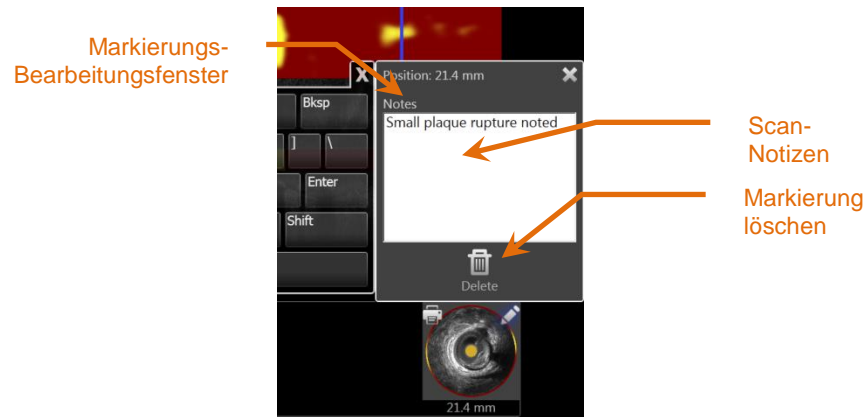 Markierungs-
Bearbeitungsfenster
X
Bksp
]
\
Enter
Shift
Position: 21.4 mm
Notes
Small plaque rupture noted
Delete
21.4 mm
Scan-
Notizen
Markierung
löschen